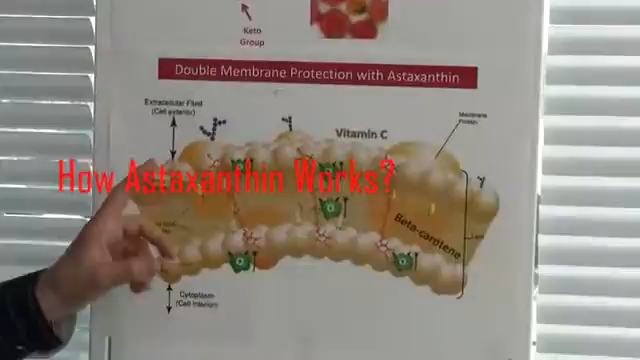 Keto
Group
Double Membrane Protection with Astaxanthin
Extracellular Fluid
(Cell exterior)
Membrane
Protein
Vitamin C
How Astaxanthin Works?
Beta-carotene
Cytoplasm
(Cell Interior)